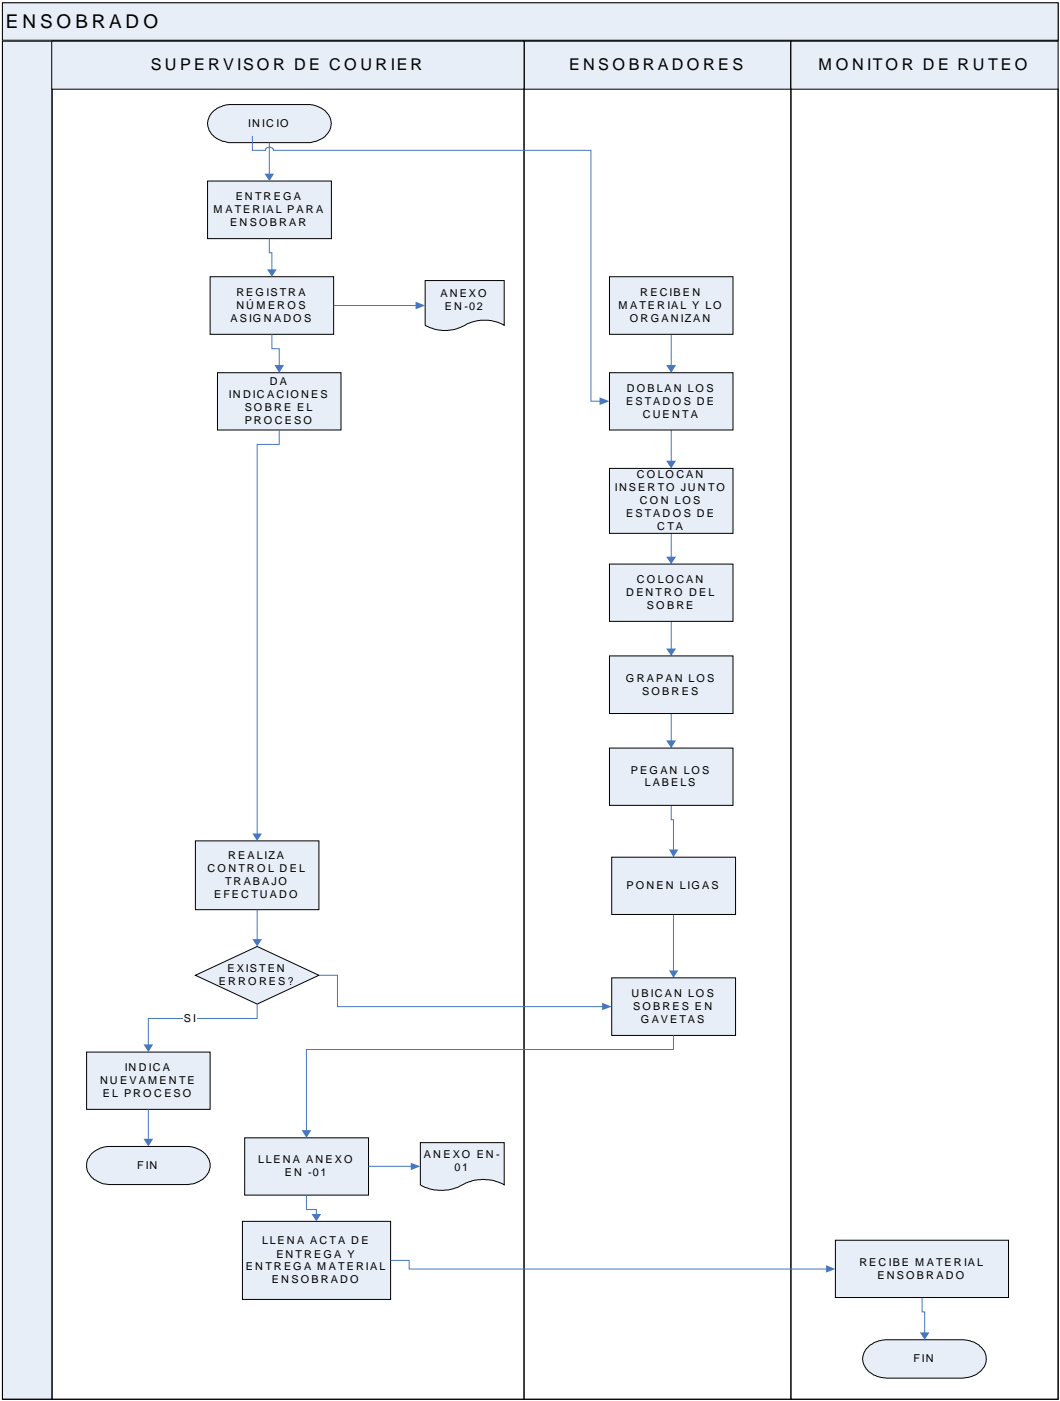 ENSOBRADO
SUPERVISOR DE COURIER
ENSOBRADORES
MONITOR DE RUTEO
INICIO
ENTREGA
MATERIAL PARA
ENSOBRAR
REGISTRA
NÚMEROS
ASIGNADOS
ANEXO
EN-02
RECIBEN
MATERIAL Y LO
ORGANIZAN
DA
INDICACIONES
SOBRE EL
PROCESO
DOBLAN LOS
ESTADOS DE
CUENTA
COLOCAN
INSERTO JUNTO
CON LOS
ESTADOS DE
CTA
COLOCAN
DENTRO DEL
SOBRE
GRAPAN LOS
SOBRES
PEGAN LOS
LABELS
REALIZA
CONTROL DEL
TRABAJO
EFECTUADO
PONEN LIGAS
EXISTEN
ERRORES?
UBICAN LOS
SOBRES EN
GAVETAS
SI
INDICA
NUEVAMENTE
EL PROCESO
FIN
LLENA ANEXO
EN -01
ANEXO EN-
01
LLENA ACTA DE
ENTREGA Y
ENTREGA MATERIAL
ENSOBRADO
RECIBE MATERIAL
ENSOBRADO
FIN